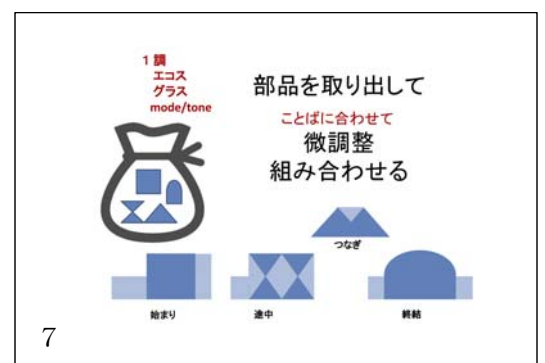 1 調
エコス
グラス
mode/tone
部品を取り出して
ことばに合わせて
微調整
組み合わせる
つなぎ
始まり
途中
終結
7